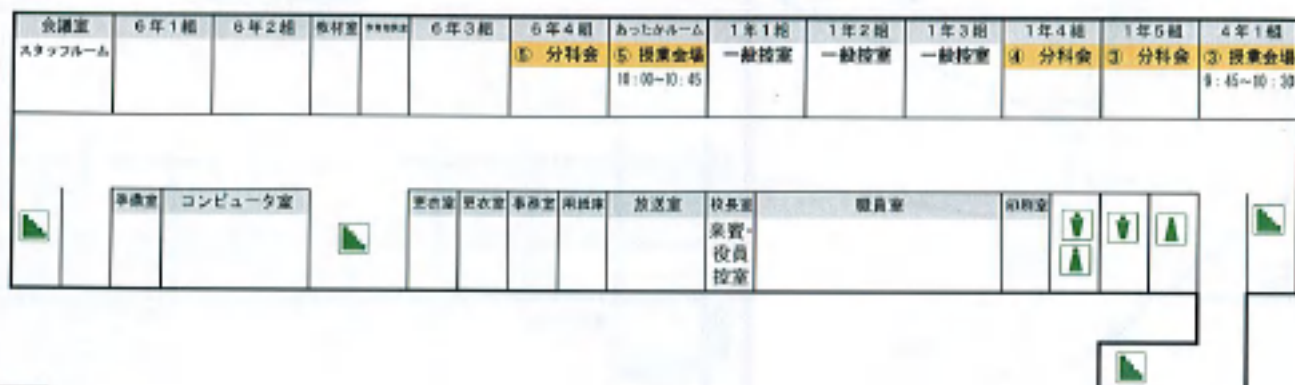 会議室 6年1組 6年2組 教材室 6年3組 6年4組 あったかルーム 1年1組 1年2組 1年3組 1年4組 1年5組 4年1組
スタッフルーム ⑤ 分科会 ⑤ 授業会場 一般控室 一般控室 一般控室 ④ 分科会 ③ 分科会 ③ 授業会場
10:00~10:45 9:45~10:30
準備室 コンピュータ室 更衣室 更衣室 事務室 用紙庫 放送室 校長室 職員室 印刷室
来賓・
役員
控室